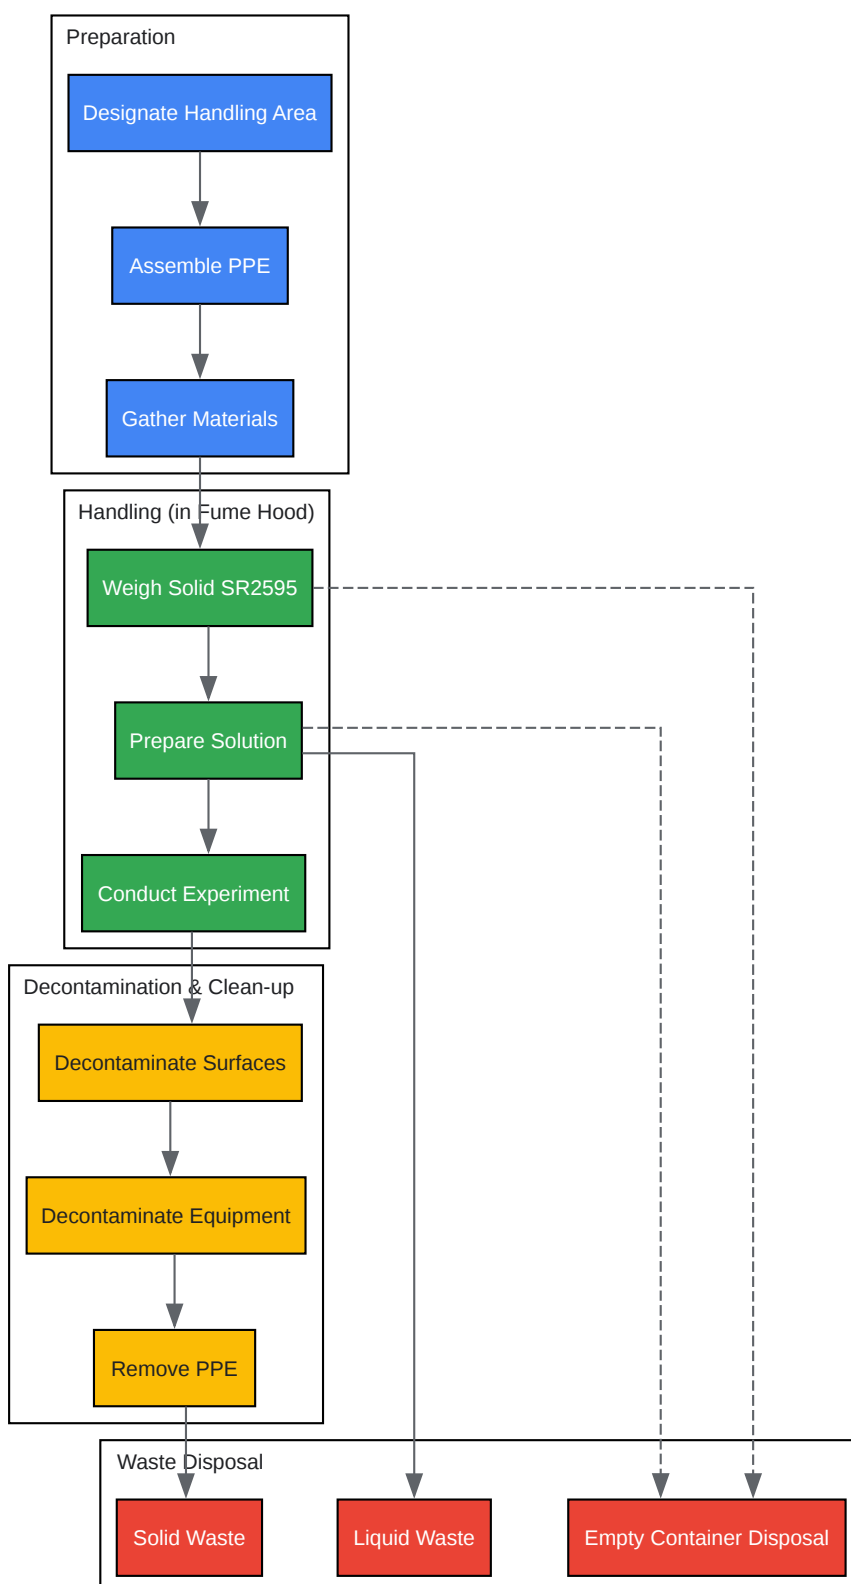 Preparation
Designate Handling Area
Assemble PPE
Gather Materials
Handling (in Fume Hood)
Weigh Solid SR2595
Prepare Solution
Conduct Experiment
Decontamination & Clean-up
Decontaminate Surfaces
Decontaminate Equipment
Remove PPE
Waste Disposal
Solid Waste
Liquid Waste
Empty Container Disposal